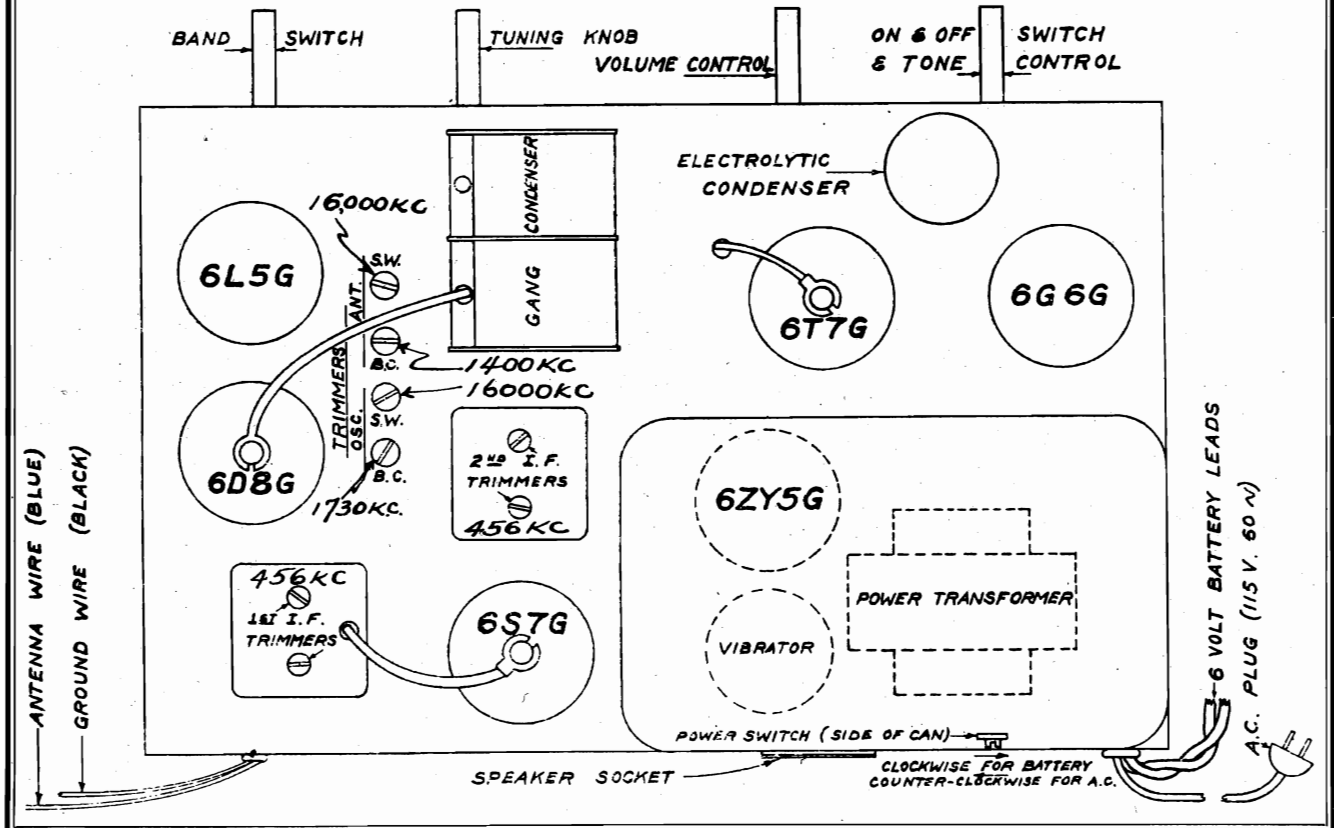 BAND SWITCH
TUNING KNOB
VOLUME CONTROL
ON & OFF SWITCH
& TONE CONTROL
ELECTROLYTIC
CONDENSER
GANG CONDENSER
16,000KC
S.W.
6L5G
TRIMMERS
ANT.
OSC.
B.C.
1400KC
16000KC
S.W.
B.C.
1730KC.
6D8G
6T7G
6G6G
2ND I.F.
TRIMMERS
456KC
456KC
1ST I.F.
TRIMMERS
6S7G
6ZY5G
VIBRATOR
POWER TRANSFORMER
POWER SWITCH (SIDE OF CAN)
CLOCKWISE FOR BATTERY
COUNTER-CLOCKWISE FOR A.C.
SPEAKER SOCKET
ANTENNA WIRE (BLUE)
GROUND WIRE (BLACK)
6 VOLT BATTERY LEADS
A.C. PLUG (115 V. 60 ~)